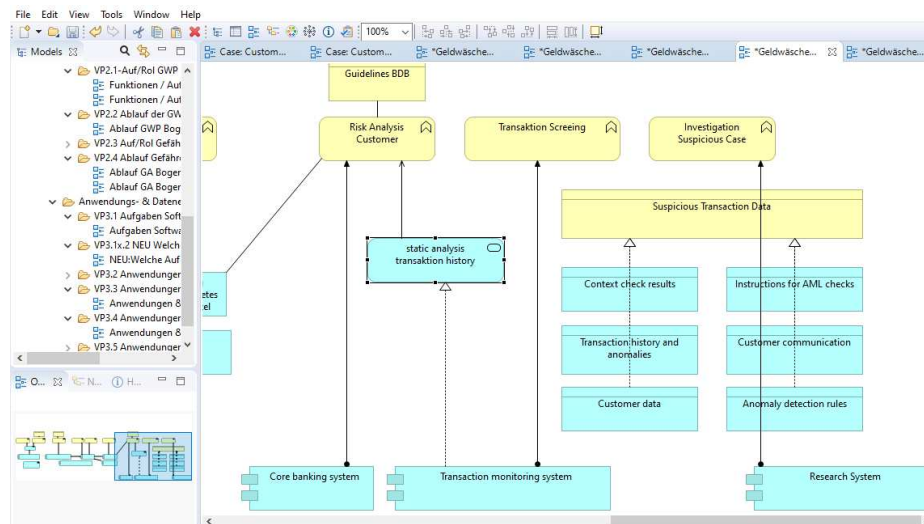 File Edit View Tools Window Help
100%
Models
Case: Custom...
Case: Custom...
*Geldwäsche...
*Geldwäsche...
*Geldwäsche...
*Geldwäsche...
*Geldwäsche...
VP2.1-Auf/Rol GWP
Funktionen / Auf
Funktionen / Auf
VP2.2 Ablauf der GW
Ablauf GWP Bog
VP2.3 Auf/Rol Gefäh
VP2.4 Ablauf Gefähr
Ablauf GA Boger
Ablauf GA Boger
Anwendungs- & Datene
VP3.1 Aufgaben Soft
Aufgaben Softwa
VP3.1x.2 NEU Welch
NEU:Welche Auf
VP3.2 Anwendunger
VP3.3 Anwendunger
Anwendungen &
VP3.4 Anwendunger
Anwendungen &
VP3.5 Anwendunger
O...
N...
H...
Guidelines BDB
Risk Analysis
Customer
Transaktion Screeing
Investigation
Suspicious Case
Suspicious Transaction Data
static analysis
transaktion history
etes
el
Context check results
Instructions for AML checks
Transaction history and
anomalies
Customer communication
Customer data
Anomaly detection rules
Core banking system
Transaction monitoring system
Research System